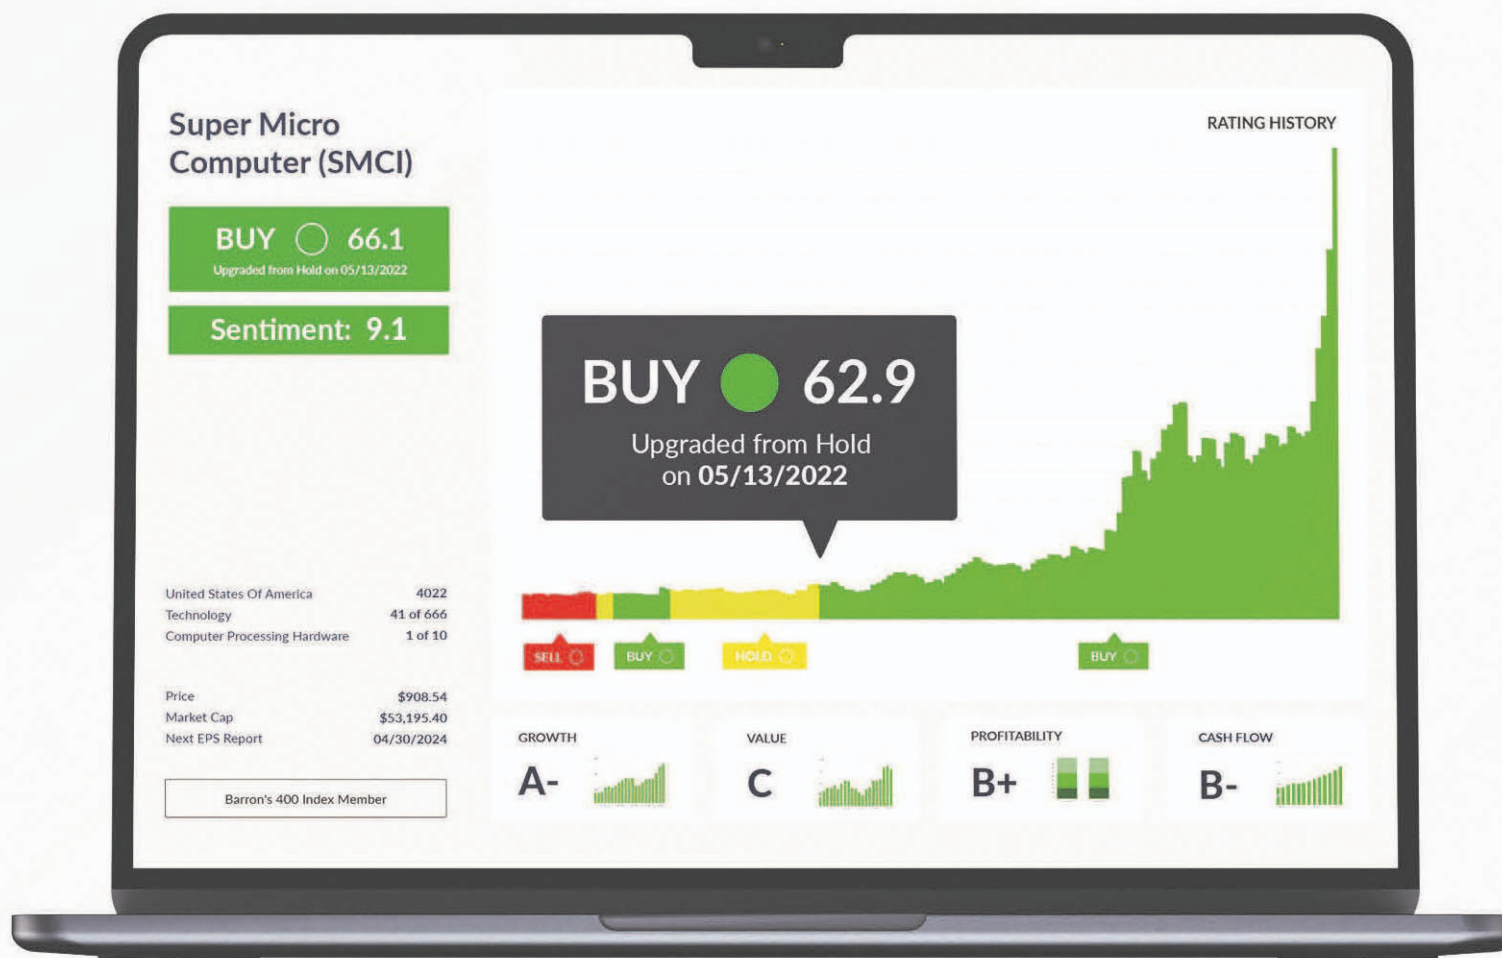 Super Micro
Computer (SMCI)
BUY 66.1
Upgraded from Hold on 05/13/2022
Sentiment: 9.1
United States Of America 4022
Technology 41 of 666
Computer Processing Hardware 1 of 10
Price $908.54
Market Cap $53,195.40
Next EPS Report 04/30/2024
Barron's 400 Index Member
RATING HISTORY
BUY 62.9
Upgraded from Hold
on 05/13/2022
SELL
BUY
HOLD
BUY
GROWTH
A-
VALUE
C
PROFITABILITY
B+
CASH FLOW
B-